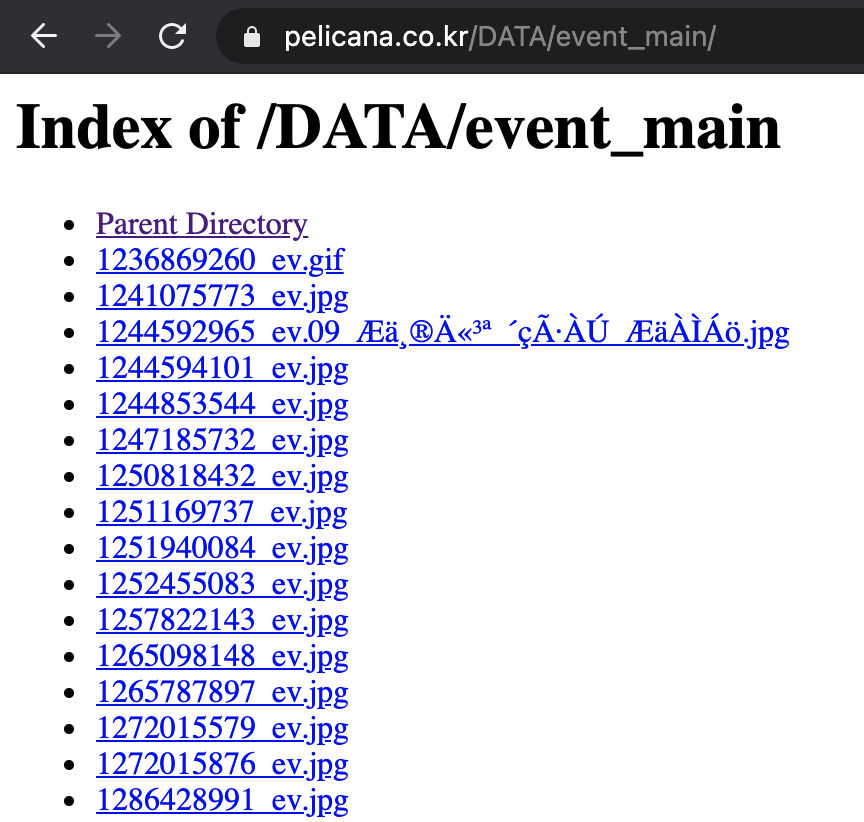 pelicana.co.kr/DATA/event_main/
Index of /DATA/event_main
Parent Directory
1236869260_ev.gif
1241075773_ev.jpg
1244592965_ev.09_Æä¸®Ä«³ª_´çÃ·ÀÚ_ÆäÀÌÁö.jpg
1244594101_ev.jpg
1244853544_ev.jpg
1247185732_ev.jpg
1250818432_ev.jpg
1251169737_ev.jpg
1251940084_ev.jpg
1252455083_ev.jpg
1257822143_ev.jpg
1265098148_ev.jpg
1265787897_ev.jpg
1272015579_ev.jpg
1272015876_ev.jpg
1286428991_ev.jpg